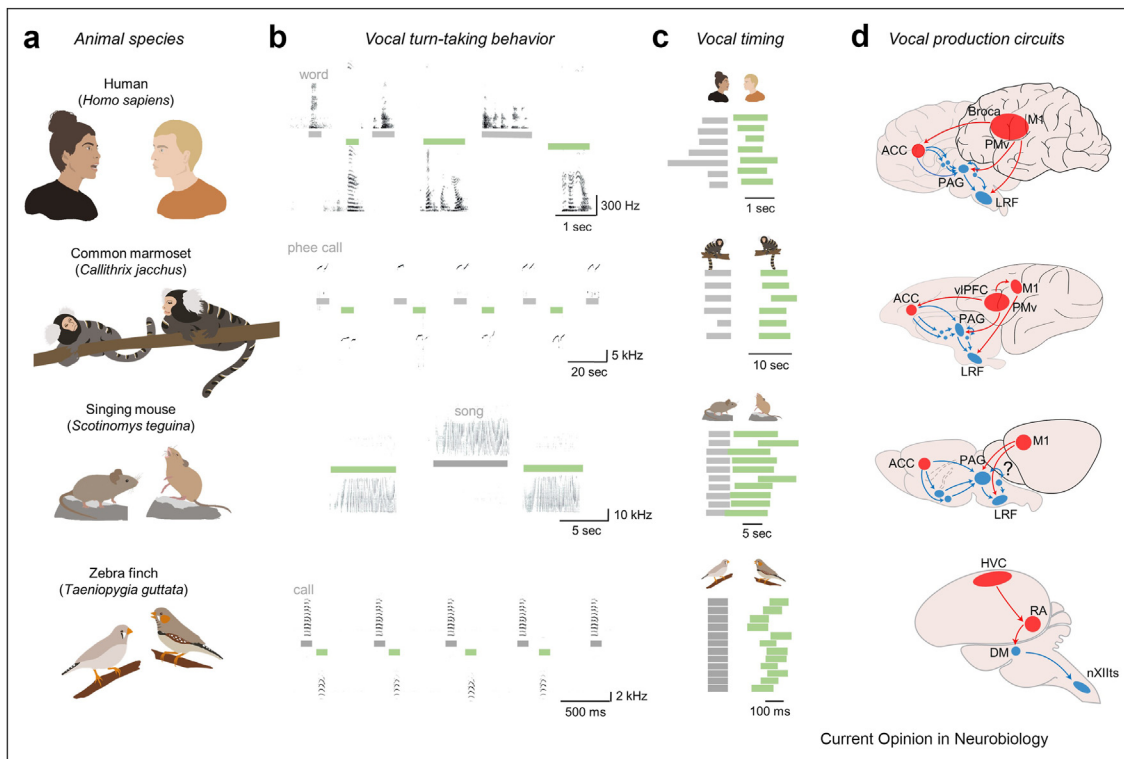 a Animal species
b Vocal turn-taking behavior
c Vocal timing
d Vocal production circuits
Human
(Homo sapiens)
word
300 Hz
1 sec
1 sec
Broca
M1
ACC
PMv
PAG
LRF
Common marmoset
(Callithrix jacchus)
phee call
5 kHz
20 sec
10 sec
vlPFC
M1
ACC
PAG
PMv
LRF
Singing mouse
(Scotinomys teguina)
song
10 kHz
5 sec
5 sec
PAG
M1
ACC
?
LRF
Zebra finch
(Taeniopygia guttata)
call
2 kHz
500 ms
100 ms
HVC
RA
DM
nXIIts
Current Opinion in Neurobiology